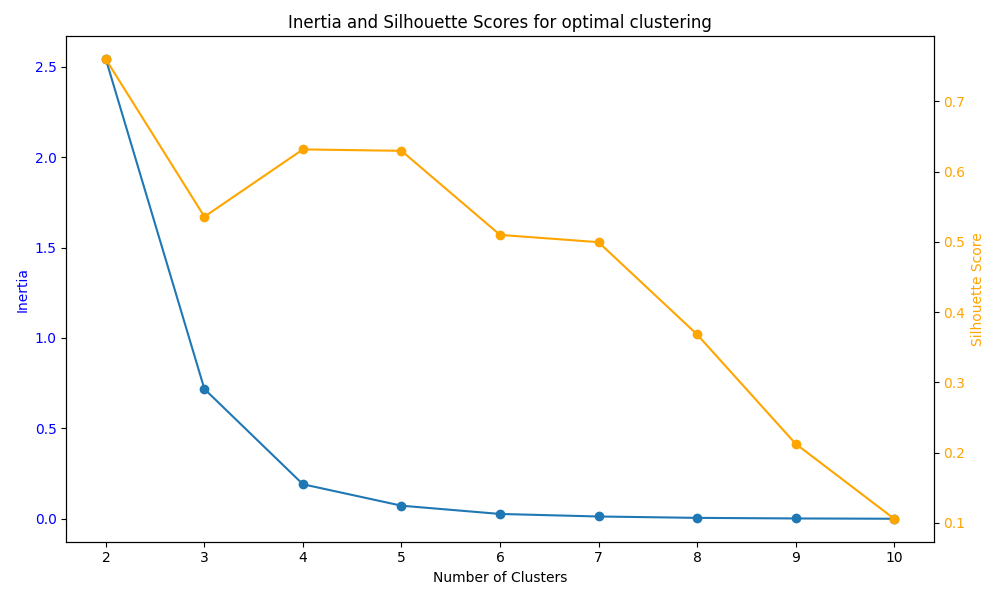 Inertia and Silhouette Scores for optimal clustering
2.5
2.0
1.5
1.0
0.5
0.0
Inertia
0.7
0.6
0.5
0.4
0.3
0.2
0.1
Silhouette Score
2 3 4 5 6 7 8 9 10
Number of Clusters